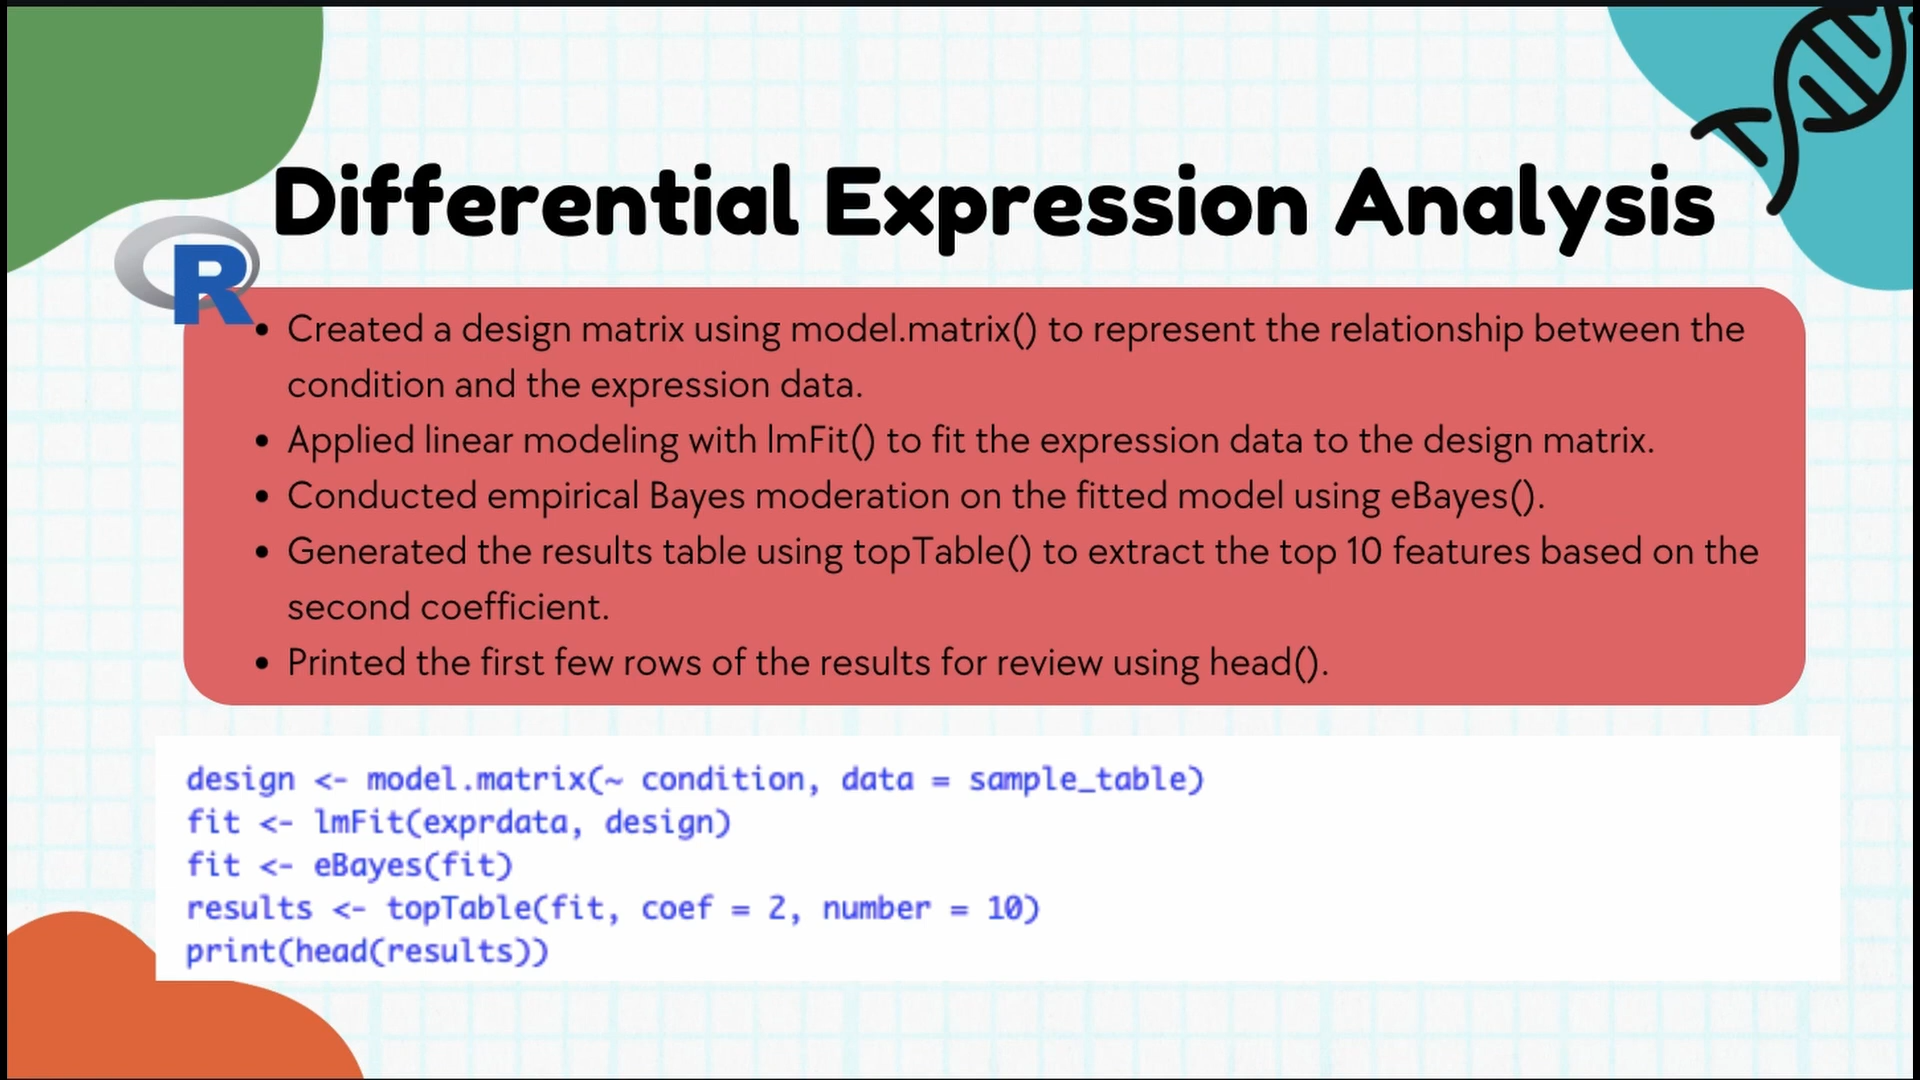 Differential Expression Analysis
R
• Created a design matrix using model.matrix() to represent the relationship between the
condition and the expression data.
• Applied linear modeling with lmFit() to fit the expression data to the design matrix.
• Conducted empirical Bayes moderation on the fitted model using eBayes().
• Generated the results table using topTable() to extract the top 10 features based on the
second coefficient.
• Printed the first few rows of the results for review using head().
design <- model.matrix(~ condition, data = sample_table)
fit <- lmFit(exprdata, design)
fit <- eBayes(fit)
results <- topTable(fit, coef = 2, number = 10)
print(head(results))